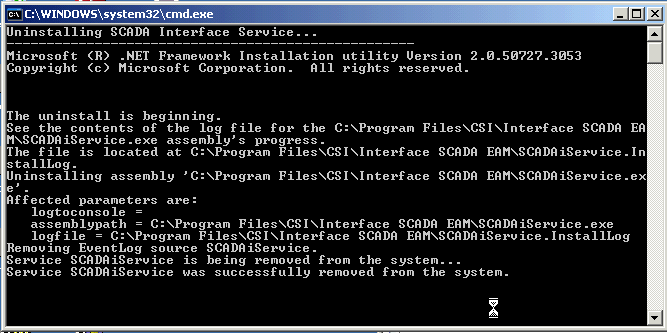 C:\WINDOWS\system32\cmd.exe
Uninstalling SCADA Interface Service...
---------------------------------------------------
Microsoft (R) .NET Framework Installation utility Version 2.0.50727.3053
Copyright (c) Microsoft Corporation.  All rights reserved.
The uninstall is beginning.
See the contents of the log file for the C:\Program Files\CSI\Interface SCADA EA
M\SCADAiService.exe assembly's progress.
The file is located at C:\Program Files\CSI\Interface SCADA EAM\SCADAiService.In
stallLog.
Uninstalling assembly 'C:\Program Files\CSI\Interface SCADA EAM\SCADAiService.ex
e'.
Affected parameters are:
   logtoconsole =
   assemblypath = C:\Program Files\CSI\Interface SCADA EAM\SCADAiService.exe
   logfile = C:\Program Files\CSI\Interface SCADA EAM\SCADAiService.InstallLog
Removing EventLog source SCADAiService.
Service SCADAiService is being removed from the system...
Service SCADAiService was successfully removed from the system.